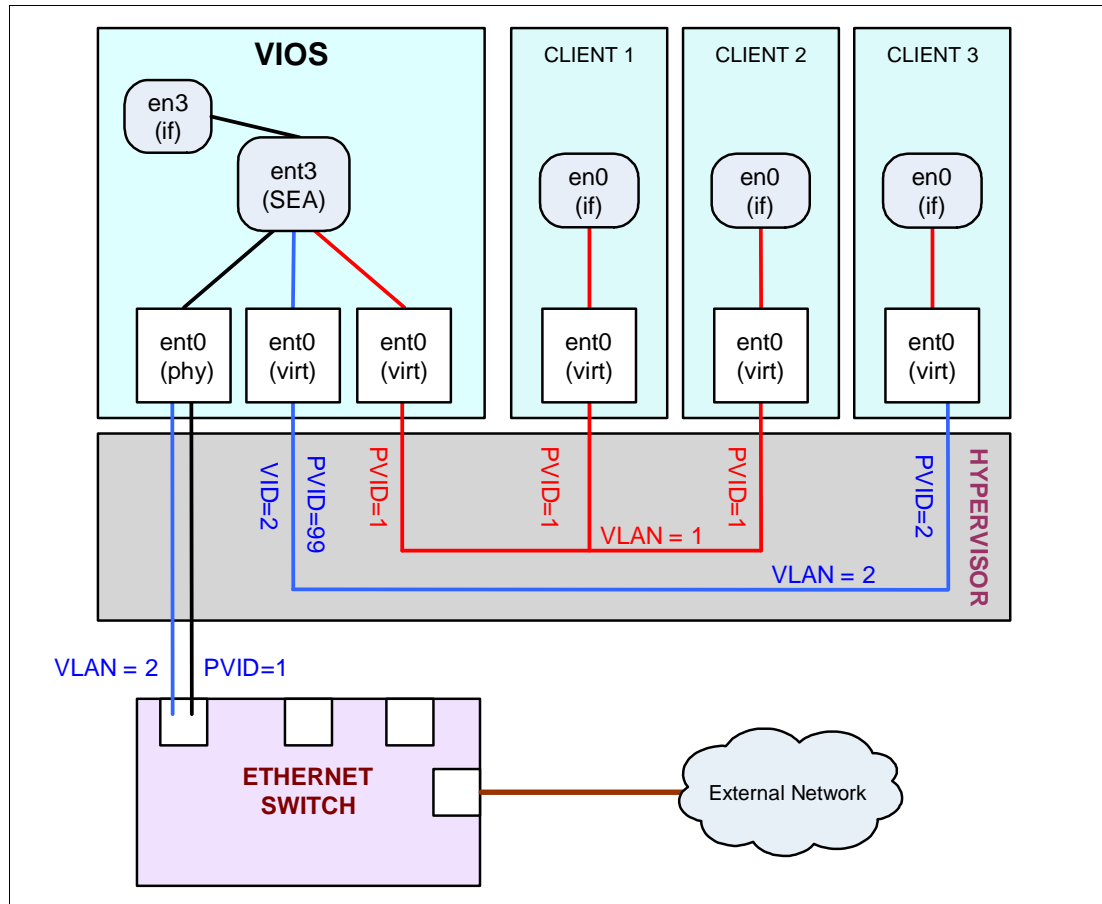 VIOS
CLIENT 1
CLIENT 2
CLIENT 3
en3
(if)
ent3
(SEA)
en0
(if)
en0
(if)
en0
(if)
ent0
(phy)
ent0
(virt)
ent0
(virt)
ent0
(virt)
ent0
(virt)
ent0
(virt)
VID=2
PVID=99
PVID=1
PVID=1
PVID=1
PVID=2
HYPERVISOR
VLAN = 1
VLAN = 2
VLAN = 2
PVID=1
ETHERNET
SWITCH
External Network